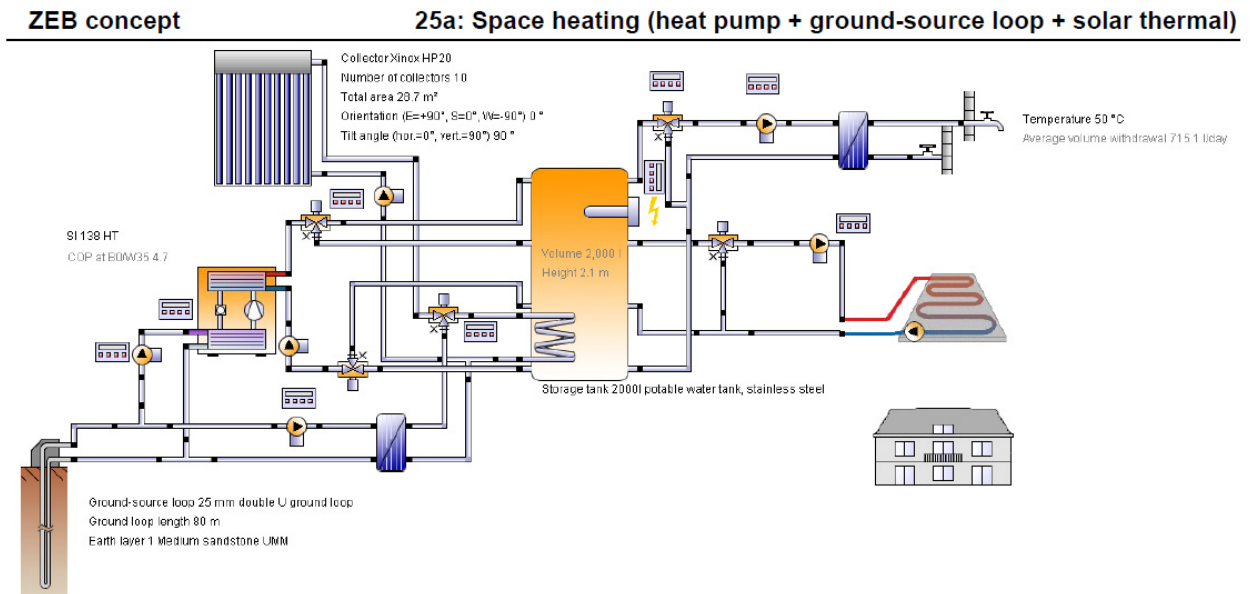 ZEB concept
25a: Space heating (heat pump + ground-source loop + solar thermal)
Collector Xinox HP20
Number of collectors 10
Total area 28.7 m²
Orientation (E=+90°, S=0°, W=-90°) 0 °
Tilt angle (hor.=0°, vert.=90°) 90 °
Temperature 50 °C
Average volume withdrawal 715.1 l/day
SI 138 HT
COP at B0/W35 4.7
Volume 2,000 l
Height 2.1 m
Storage tank 2000l potable water tank, stainless steel
Ground-source loop 25 mm double U ground loop
Ground loop length 80 m
Earth layer 1 Medium sandstone UMM